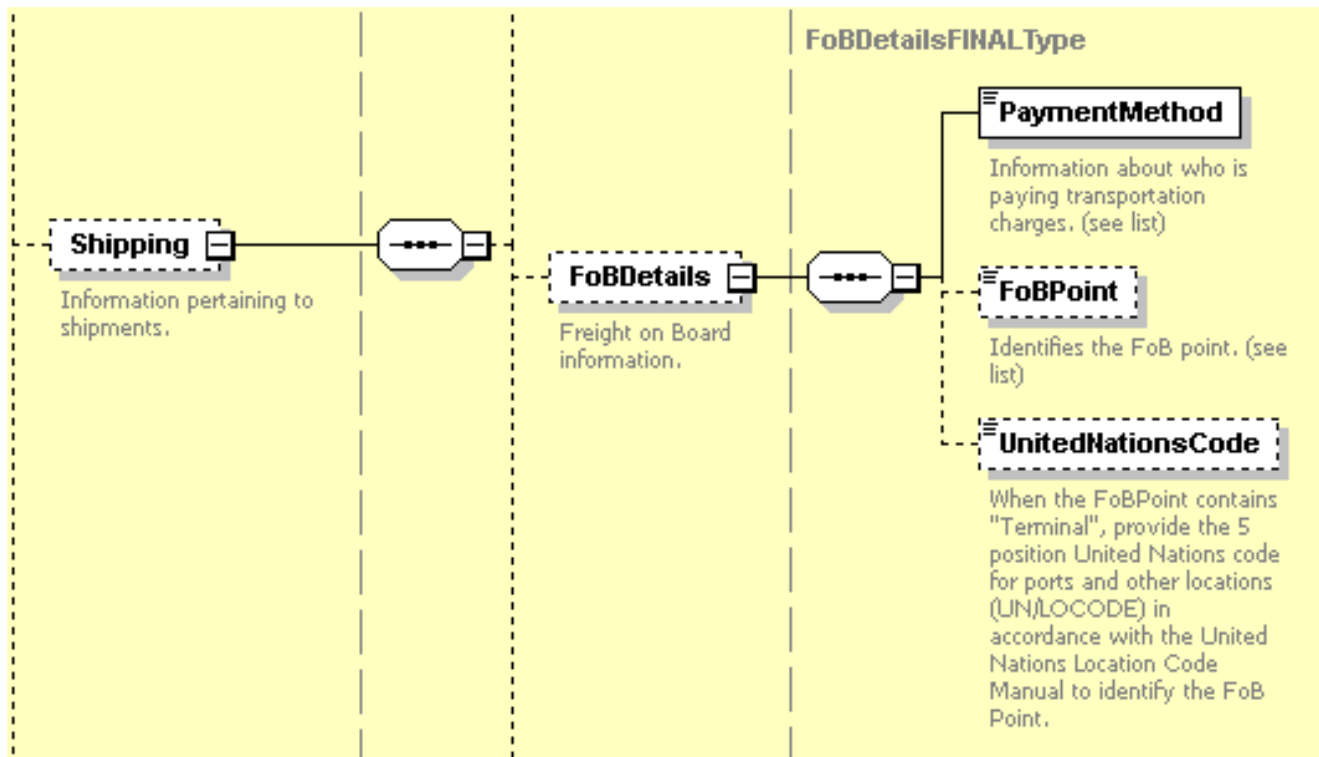 FoBDetailsFINALType
PaymentMethod
Information about who is
paying transportation
charges. (see list)
Shipping
Information pertaining to
shipments.
FoBDetails
Freight on Board
information.
FoBPoint
Identifies the FoB point. (see
list)
UnitedNationsCode
When the FoBPoint contains
"Terminal", provide the 5
position United Nations code
for ports and other locations
(UN/LOCODE) in
accordance with the United
Nations Location Code
Manual to identify the FoB
Point.